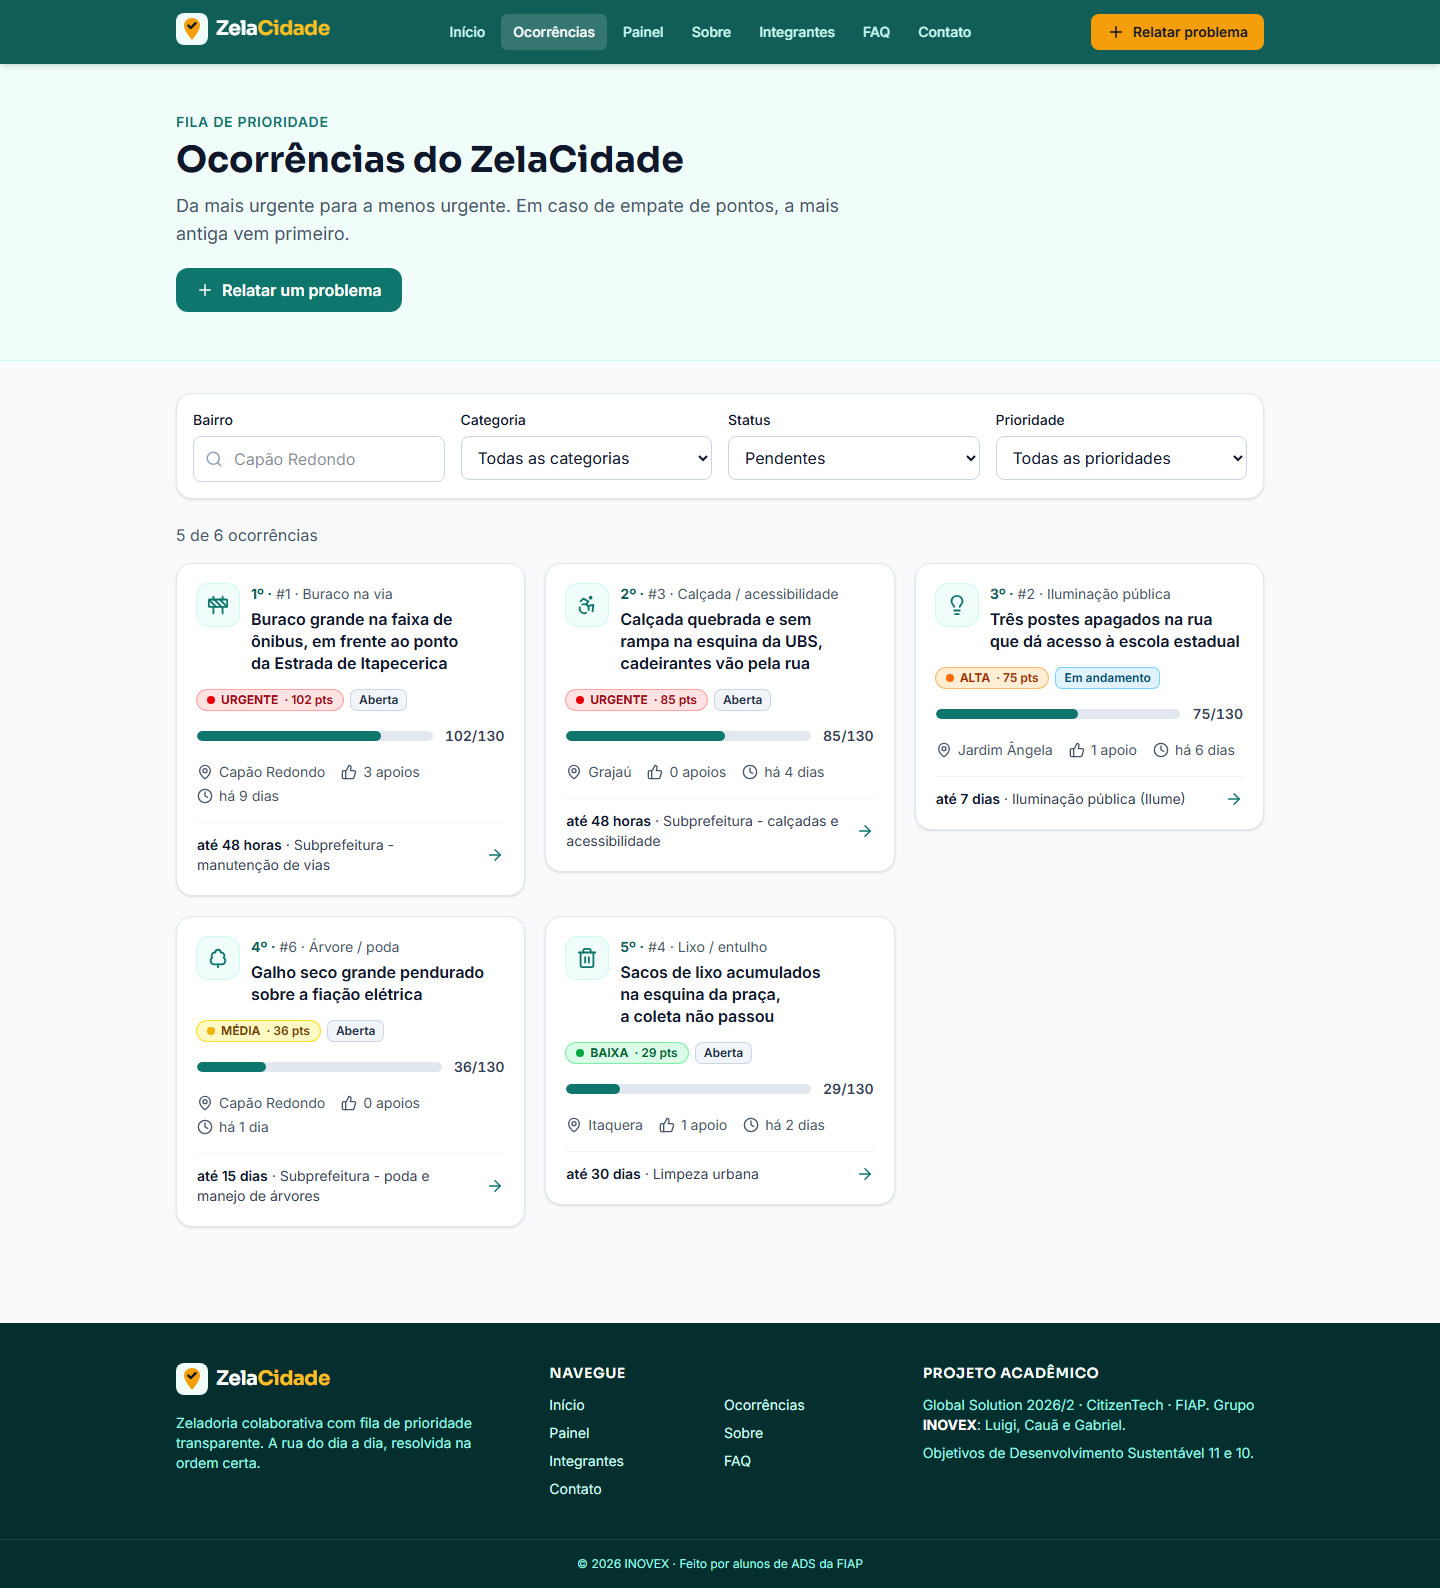 ZelaCidade
Início
Ocorrências
Painel
Sobre
Integrantes
FAQ
Contato
Relatar problema
FILA DE PRIORIDADE
Ocorrências do ZelaCidade
Da mais urgente para a menos urgente. Em caso de empate de pontos, a mais
antiga vem primeiro.
Relatar um problema
Bairro
Categoria
Status
Prioridade
Capão Redondo
Todas as categorias
Pendentes
Todas as prioridades
5 de 6 ocorrências
1º · #1 · Buraco na via
Buraco grande na faixa de
ônibus, em frente ao ponto
da Estrada de Itapecerica
URGENTE · 102 pts
Aberta
102/130
Capão Redondo
3 apoios
há 9 dias
até 48 horas · Subprefeitura -
manutenção de vias
2º · #3 · Calçada / acessibilidade
Calçada quebrada e sem
rampa na esquina da UBS,
cadeirantes vão pela rua
URGENTE · 85 pts
Aberta
85/130
Grajaú
0 apoios
há 4 dias
até 48 horas · Subprefeitura - calçadas e
acessibilidade
3º · #2 · Iluminação pública
Três postes apagados na rua
que dá acesso à escola estadual
ALTA · 75 pts
Em andamento
75/130
Jardim Ângela
1 apoio
há 6 dias
até 7 dias · Iluminação pública (Ilume)
4º · #6 · Árvore / poda
Galho seco grande pendurado
sobre a fiação elétrica
MÉDIA · 36 pts
Aberta
36/130
Capão Redondo
0 apoios
há 1 dia
até 15 dias · Subprefeitura - poda e
manejo de árvores
5º · #4 · Lixo / entulho
Sacos de lixo acumulados
na esquina da praça,
a coleta não passou
BAIXA · 29 pts
Aberta
29/130
Itaquera
1 apoio
há 2 dias
até 30 dias · Limpeza urbana
ZelaCidade
Zeladoria colaborativa com fila de prioridade
transparente. A rua do dia a dia, resolvida na
ordem certa.
NAVEGUE
Início
Ocorrências
Painel
Sobre
Integrantes
FAQ
Contato
PROJETO ACADÊMICO
Global Solution 2026/2 · CitizenTech · FIAP. Grupo
INOVEX: Luigi, Cauã e Gabriel.
Objetivos de Desenvolvimento Sustentável 11 e 10.
© 2026 INOVEX · Feito por alunos de ADS da FIAP